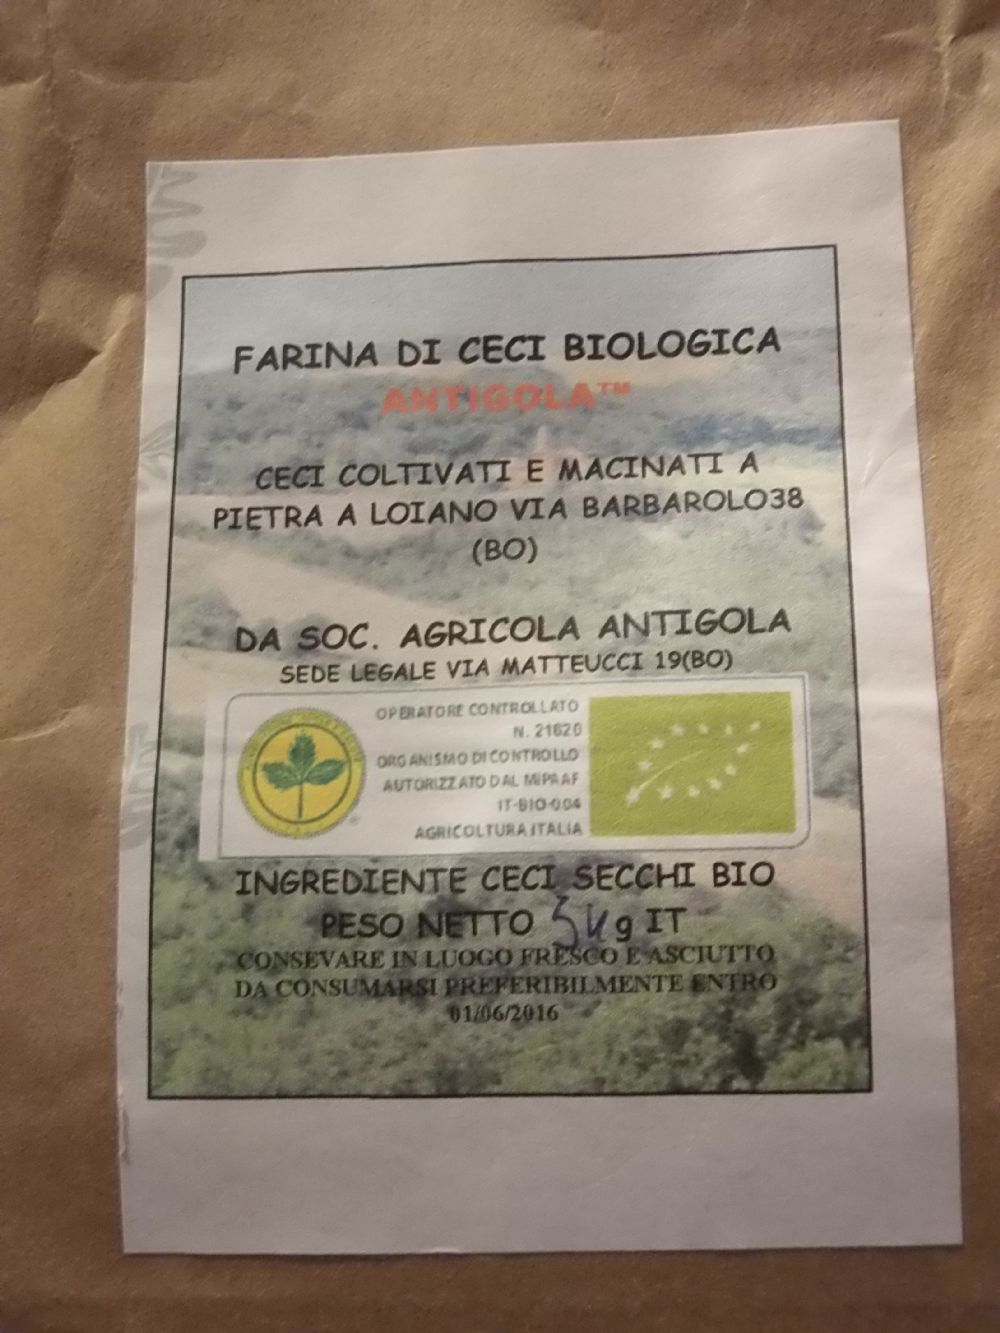 FARINA DI CECI BIOLOGICA
ANTIGOLA™
CECI COLTIVATI E MACINATI A
PIETRA A LOIANO VIA BARBAROLO38
(BO)
DA SOC. AGRICOLA ANTIGOLA
SEDE LEGALE VIA MATTEUCCI 19(BO)
OPERATORE CONTROLLATO
N. 21620
ORGANISMO DI CONTROLLO
AUTORIZZATO DAL MIPAAF
IT-BIO-004
AGRICOLTURA ITALIA
INGREDIENTE CECI SECCHI BIO
PESO NETTO 5 kg IT
CONSEVARE IN LUOGO FRESCO E ASCIUTTO
DA CONSUMARSI PREFERIBILMENTE ENTRO
01/06/2016